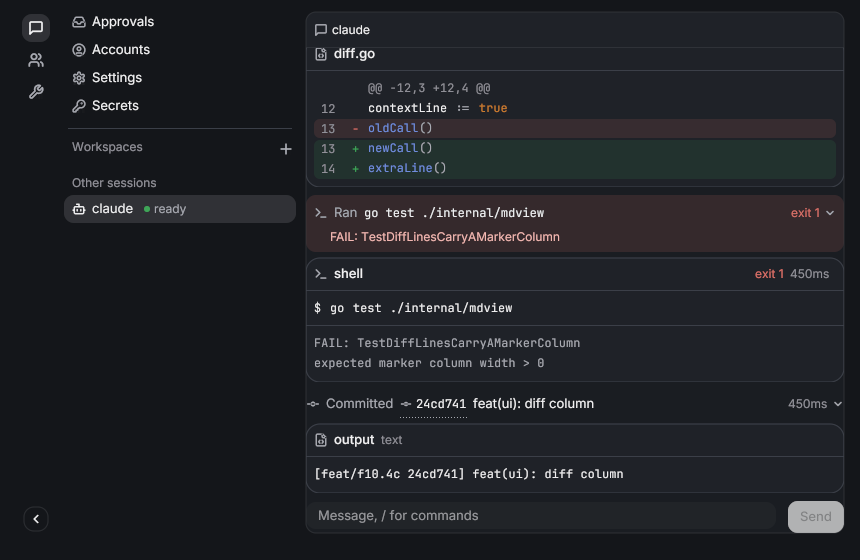 Approvals
Accounts
Settings
Secrets
Workspaces
Other sessions
claude ready
claude
diff.go
@@ -12,3 +12,4 @@
12 contextLine := true
13 - oldCall()
13 + newCall()
14 + extraLine()
Ran go test ./internal/mdview exit 1
FAIL: TestDiffLinesCarryAMarkerColumn
shell exit 1 450ms
$ go test ./internal/mdview
FAIL: TestDiffLinesCarryAMarkerColumn
expected marker column width > 0
Committed 24cd741 feat(ui): diff column 450ms
output text
[feat/f10.4c 24cd741] feat(ui): diff column
Message, / for commands
Send